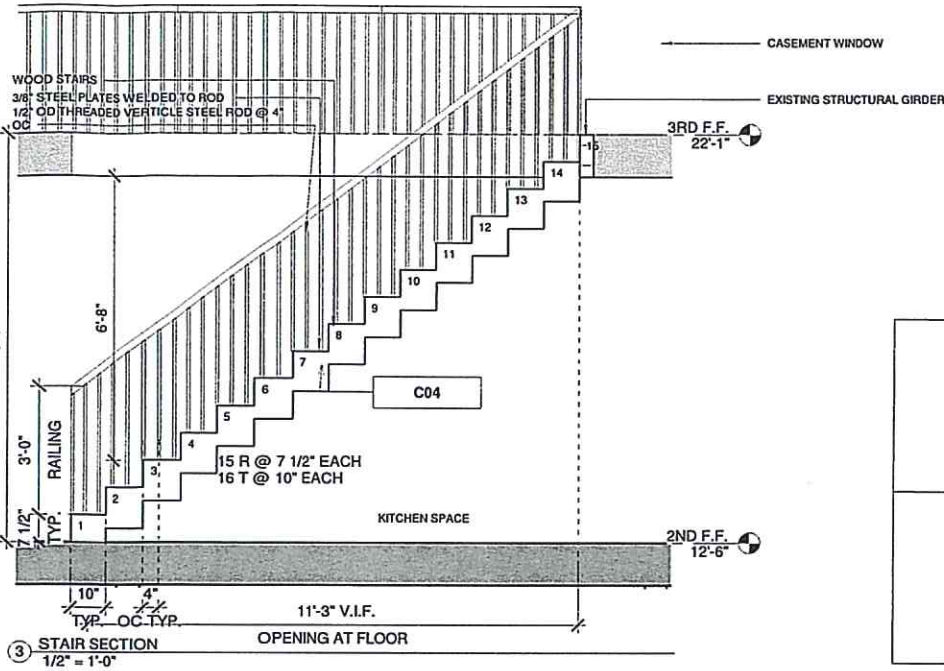 CASEMENT WINDOW
WOOD STAIRS
3/8" STEEL PLATES WELDED TO ROD
1/2" OD THREADED VERTICLE STEEL ROD @ 4"
OC
EXISTING STRUCTURAL GIRDER
3RD F.F.
22'-1"
15
14
13
12
11
10
9
8
7
6
5
4
3
2
1
6'-8"
C04
3'-0"
RAILING
7 1/2"
TYP.
15 R @ 7 1/2" EACH
16 T @ 10" EACH
KITCHEN SPACE
2ND F.F.
12'-6"
10"
TYP.
4"
OC TYP.
11'-3" V.I.F.
OPENING AT FLOOR
3 STAIR SECTION
1/2" = 1'-0"